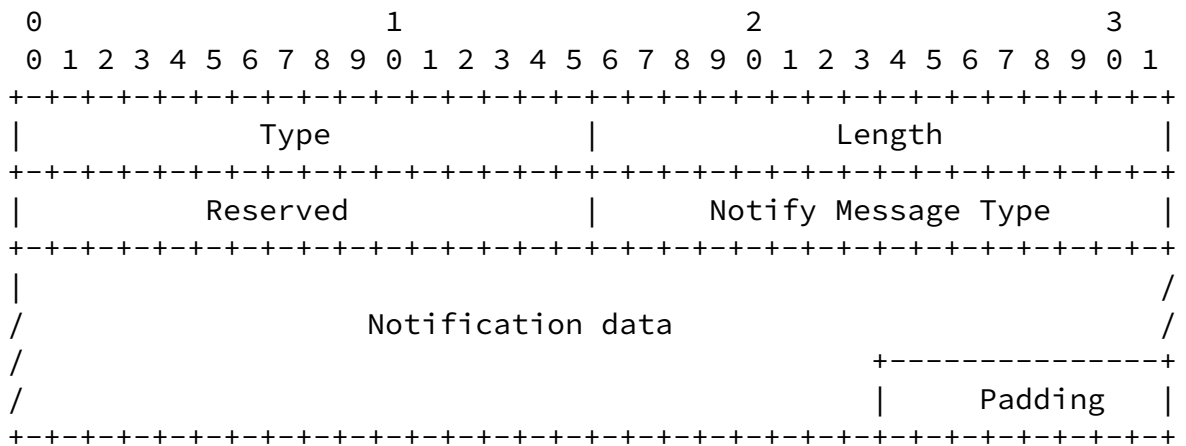 0                   1                   2                   3
 0 1 2 3 4 5 6 7 8 9 0 1 2 3 4 5 6 7 8 9 0 1 2 3 4 5 6 7 8 9 0 1
+-+-+-+-+-+-+-+-+-+-+-+-+-+-+-+-+-+-+-+-+-+-+-+-+-+-+-+-+-+-+-+-+
|             Type              |             Length            |
+-+-+-+-+-+-+-+-+-+-+-+-+-+-+-+-+-+-+-+-+-+-+-+-+-+-+-+-+-+-+-+-+
|          Reserved             |      Notify Message Type      |
+-+-+-+-+-+-+-+-+-+-+-+-+-+-+-+-+-+-+-+-+-+-+-+-+-+-+-+-+-+-+-+-+
|                                                               /
/                   Notification data                           /
/                                               +---------------+
/                                               |     Padding   |
+-+-+-+-+-+-+-+-+-+-+-+-+-+-+-+-+-+-+-+-+-+-+-+-+-+-+-+-+-+-+-+-+